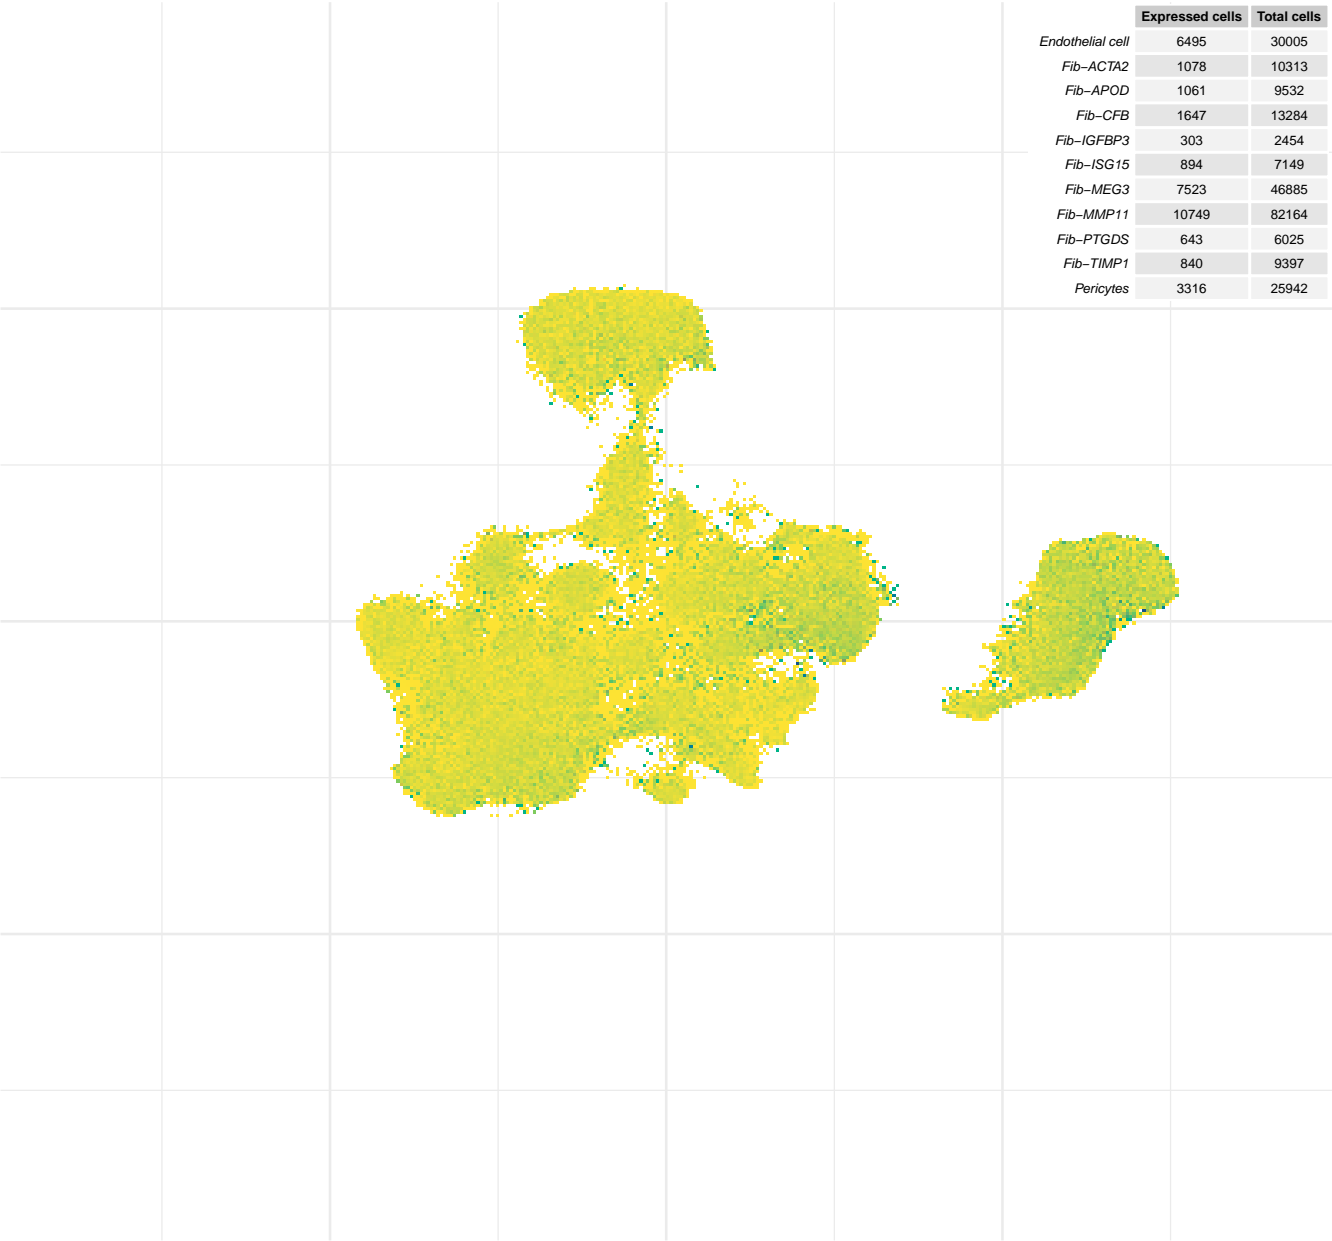 Expressed cells Total cells
Endothelial cell 6495 30005
Fib−ACTA2 1078 10313
Fib−APOD 1061 9532
Fib−CFB 1647 13284
Fib−IGFBP3 303 2454
Fib−ISG15 894 7149
Fib−MEG3 7523 46885
Fib−MMP11 10749 82164
Fib−PTGDS 643 6025
Fib−TIMP1 840 9397
Pericytes 3316 25942